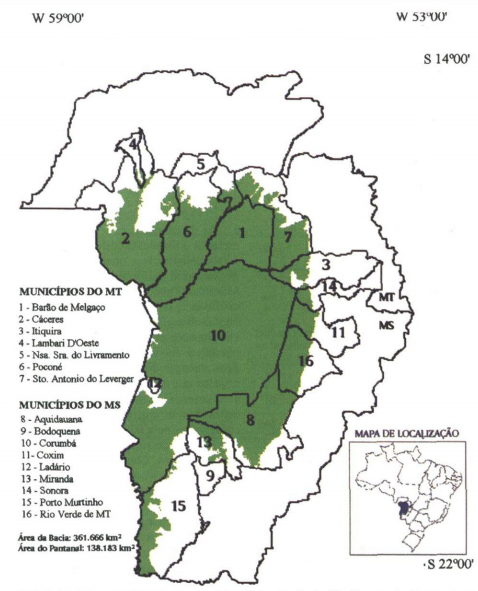 W 59º00'
W 53º00'
S 14º00'
4
5
2
6
7
1
7
3
14
MT
MS
10
11
16
12
8
13
9
15
MUNICÍPIOS DO MT
1 - Barão de Melgaço
2 - Cáceres
3 - Itiquira
4 - Lambari D'Oeste
5 - Nsa. Sra. do Livramento
6 - Poconé
7 - Sto. Antonio do Leverger
MUNICÍPIOS DO MS
8 - Aquidauana
9 - Bodoquena
10 - Corumbá
11- Coxim
12 - Ladário
13 - Miranda
14 - Sonora
15 - Porto Murtinho
16 - Rio Verde de MT
Área da Bacia: 361.666 km²
Área do Pantanal: 138.183 km²
MAPA DE LOCALIZAÇÃO
S 22º00'